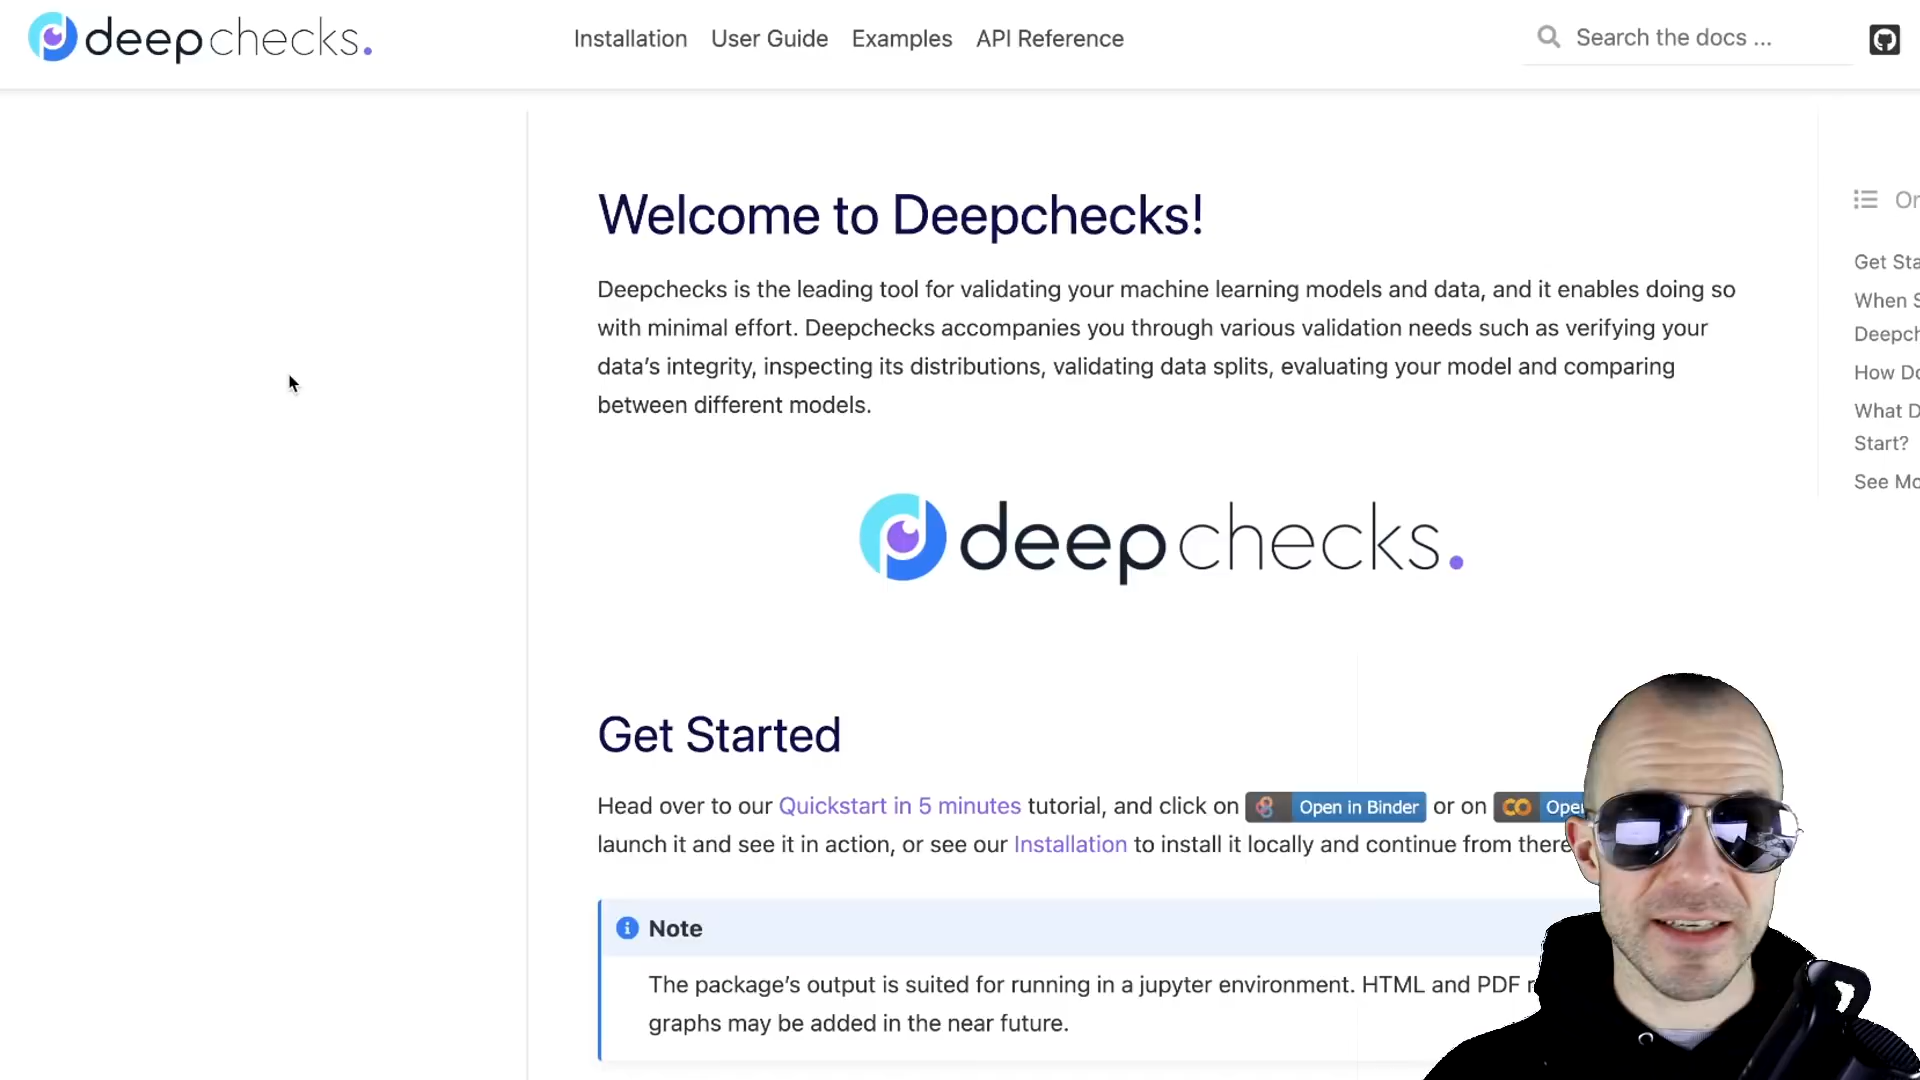 deepchecks.
Installation User Guide Examples API Reference
Search the docs ...
Welcome to Deepchecks!
Deepchecks is the leading tool for validating your machine learning models and data, and it enables doing so
with minimal effort. Deepchecks accompanies you through various validation needs such as verifying your
data’s integrity, inspecting its distributions, validating data splits, evaluating your model and comparing
between different models.
deepchecks.
Get Started
Head over to our Quickstart in 5 minutes tutorial, and click on Open in Binder or on
launch it and see it in action, or see our Installation to install it locally and continue from there
Note
The package’s output is suited for running in a jupyter environment. HTML and PDF
graphs may be added in the near future.
Get
When
How
What
Start?
See